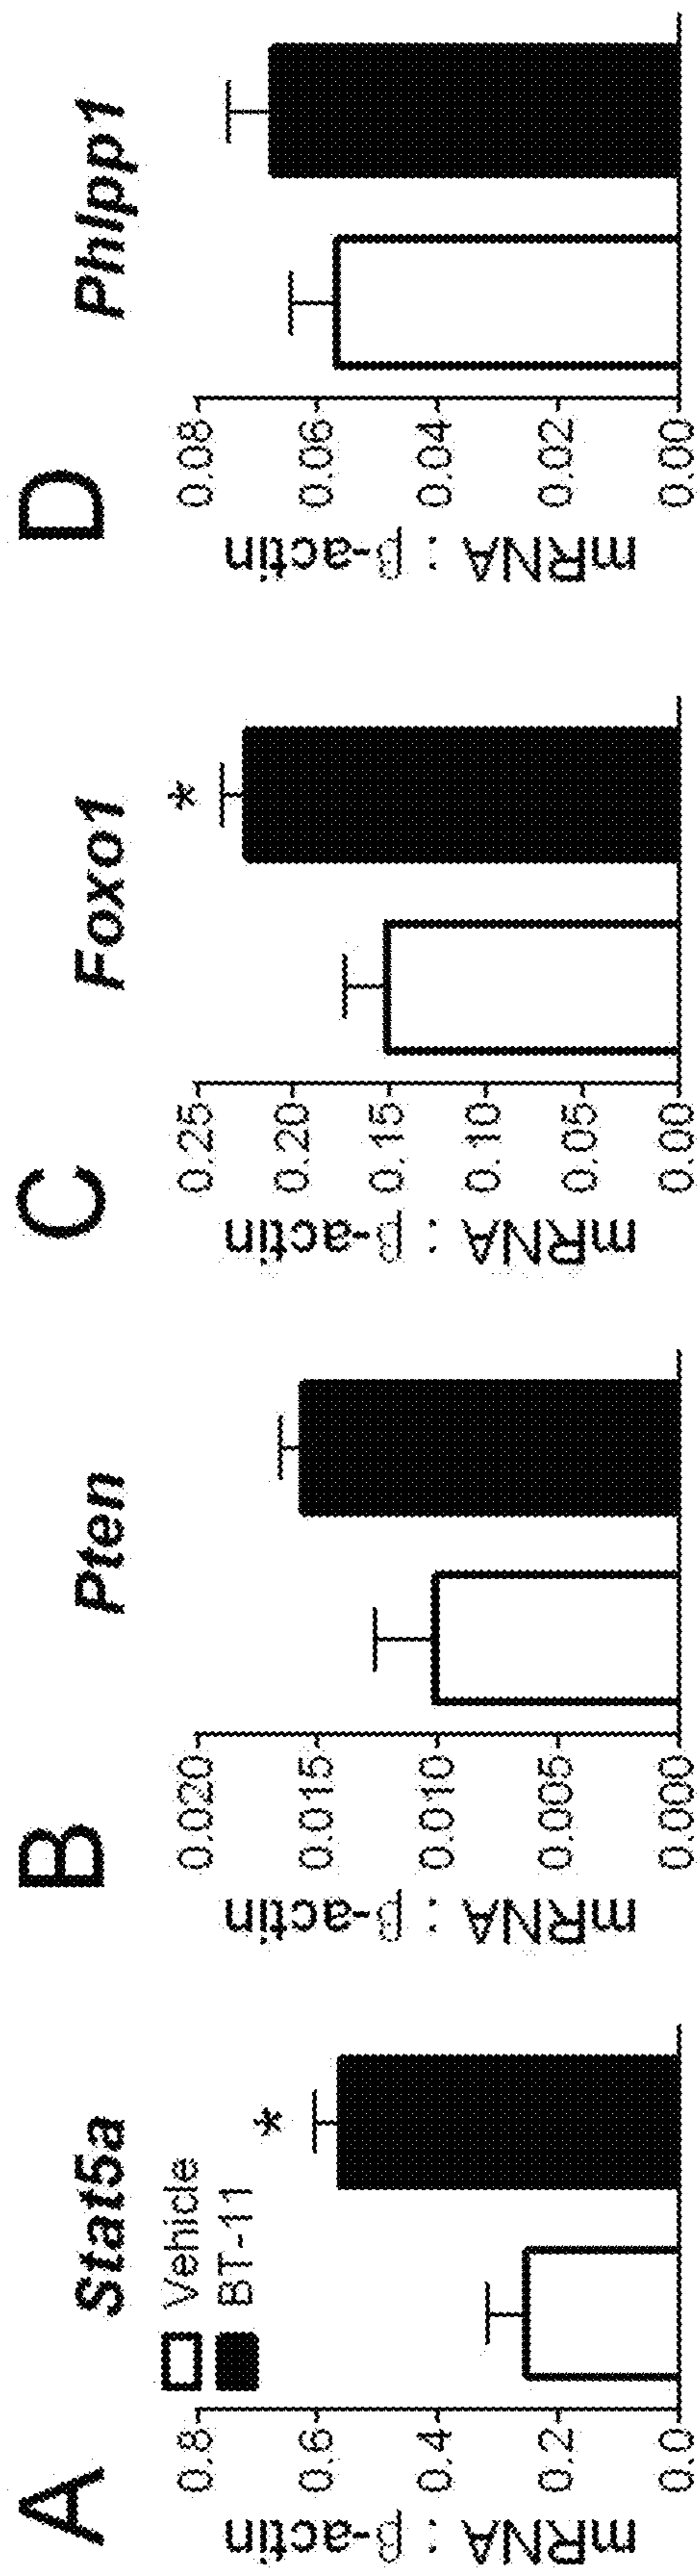 A
Stat5a
Vehicle
BT-11
*
mRNA : β-actin
0.8
0.6
0.4
0.2
0.0
B
Pten
mRNA : β-actin
0.020
0.015
0.010
0.005
0.000
C
Foxo1
*
mRNA : β-actin
0.25
0.20
0.15
0.10
0.05
0.00
D
Phlpp1
mRNA : β-actin
0.08
0.06
0.04
0.02
0.00